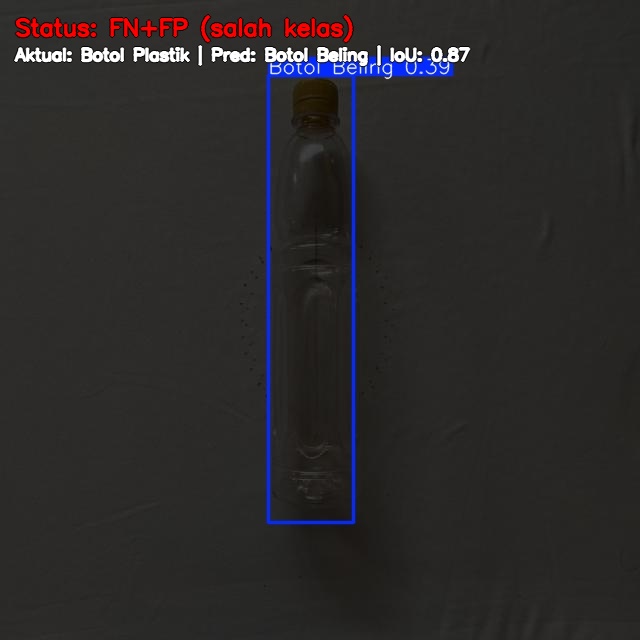 Status: FN+FP (salah kelas)
Aktual: Botol Plastik | Pred: Botol Beling | IoU: 0.87
Botol Beling 0.39